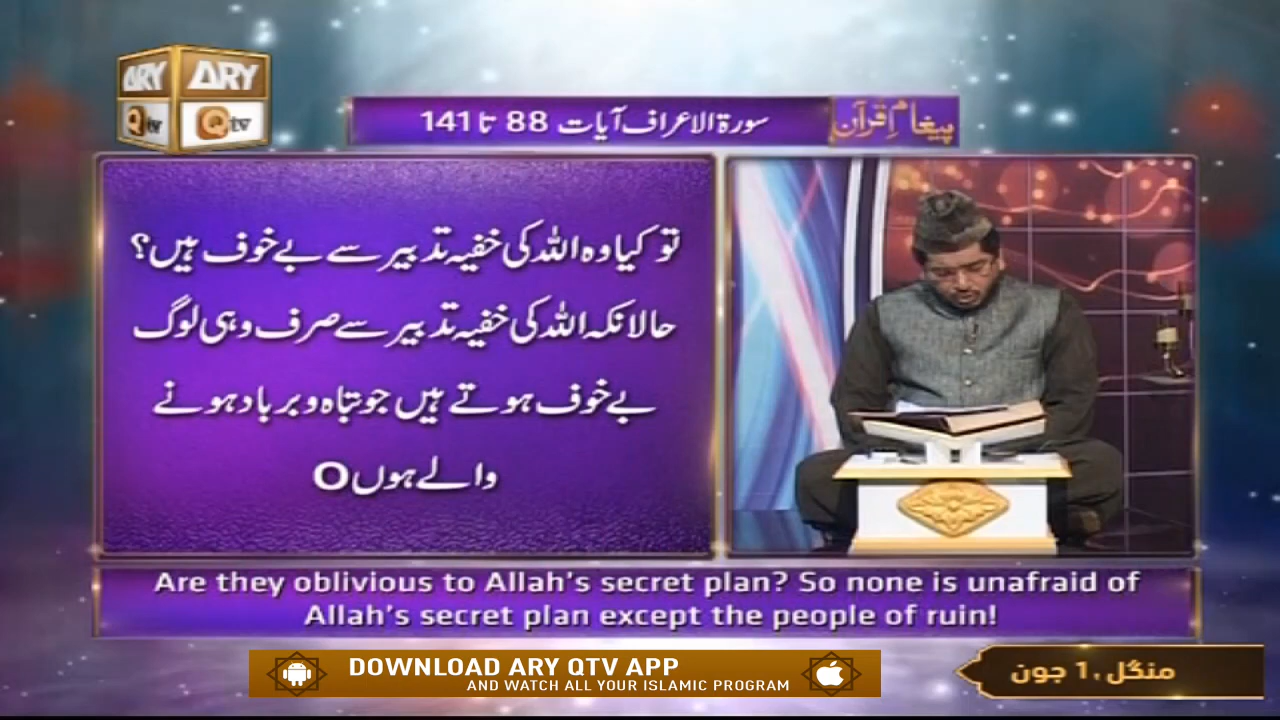 ARY ARY
Qtv Qtv
پیغامِ قرآن
سورۃ الاعراف آیات 88 تا 141
تو کیا وہ اللہ کی خفیہ تدبیر سے بے خوف ہیں؟
حالانکہ اللہ کی خفیہ تدبیر سے صرف وہی لوگ
بے خوف ہوتے ہیں جو تباہ و برباد ہونے
والے ہوںO
Are they oblivious to Allah's secret plan? So none is unafraid of
Allah's secret plan except the people of ruin!
DOWNLOAD ARY QTV APP
AND WATCH ALL YOUR ISLAMIC PROGRAM
منگل، 1 جون